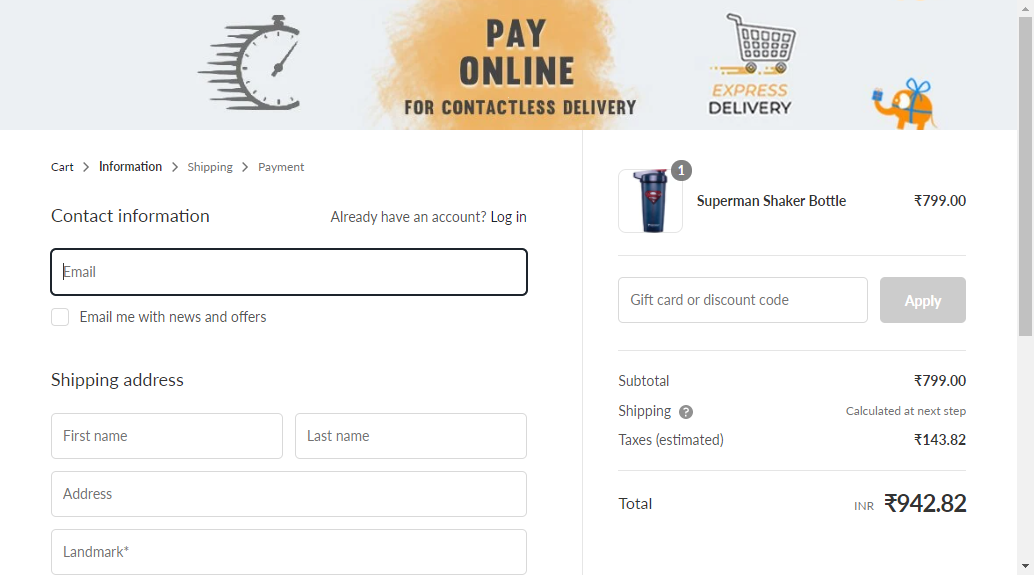 PAY
ONLINE
FOR CONTACTLESS DELIVERY
EXPRESS
DELIVERY
Cart > Information > Shipping > Payment
Contact information
Already have an account? Log in
Email
Email me with news and offers
Shipping address
First name
Last name
Address
Landmark*
1
Superman Shaker Bottle
₹799.00
Gift card or discount code
Apply
Subtotal
₹799.00
Shipping ?
Calculated at next step
Taxes (estimated)
₹143.82
Total
INR ₹942.82